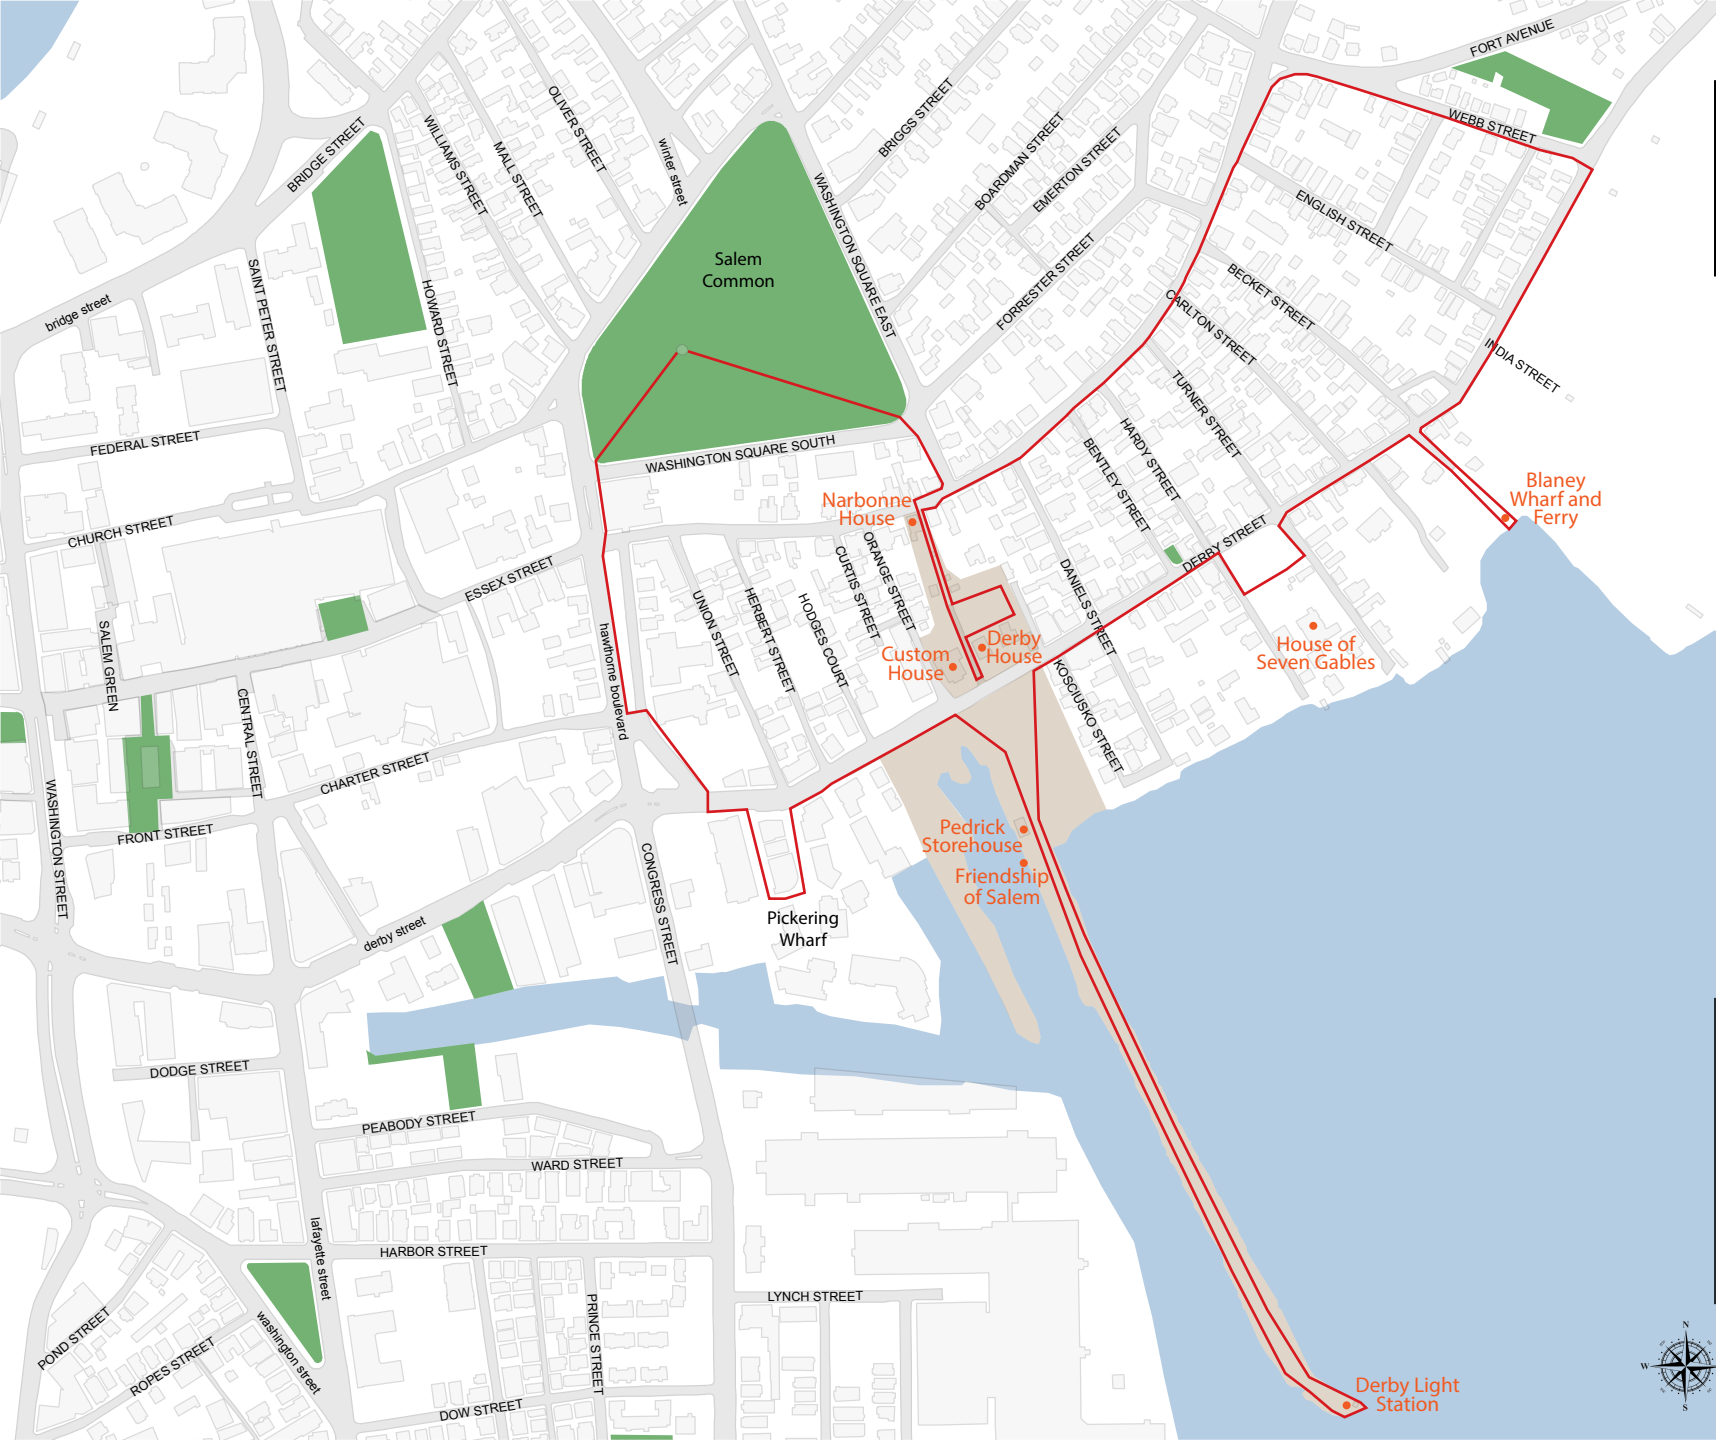 FORT AVENUE
WEBB STREET
BRIDGE STREET
WILLIAMS STREET
MALL STREET
OLIVER STREET
winter street
BRIGGS STREET
BOARDMAN STREET
EMERTON STREET
FORRESTER STREET
WASHINGTON SQUARE EAST
ENGLISH STREET
BECKET STREET
CARLTON STREET
INDIA STREET
TURNER STREET
HARDY STREET
BENTLEY STREET
Salem
Common
bridge street
SAINT PETER STREET
HOWARD STREET
FEDERAL STREET
WASHINGTON SQUARE SOUTH
CHURCH STREET
ESSEX STREET
Narbonne
House
Blaney
Wharf and
Ferry
DERBY STREET
ORANGE STREET
CURTIS STREET
HODGES COURT
HERBERT STREET
UNION STREET
hawthorne boulevard
DANIELS STREET
KOSCIUSKO STREET
Derby
House
Custom
House
House of
Seven Gables
SALEM GREEN
CENTRAL STREET
CHARTER STREET
WASHINGTON STREET
FRONT STREET
derby street
CONGRESS STREET
Pedrick
Storehouse
Friendship
of Salem
Pickering
Wharf
DODGE STREET
PEABODY STREET
WARD STREET
HARBOR STREET
lafayette street
LYNCH STREET
PRINCE STREET
POND STREET
ROPES STREET
washington street
DOW STREET
Derby Light
Station
N
W
S